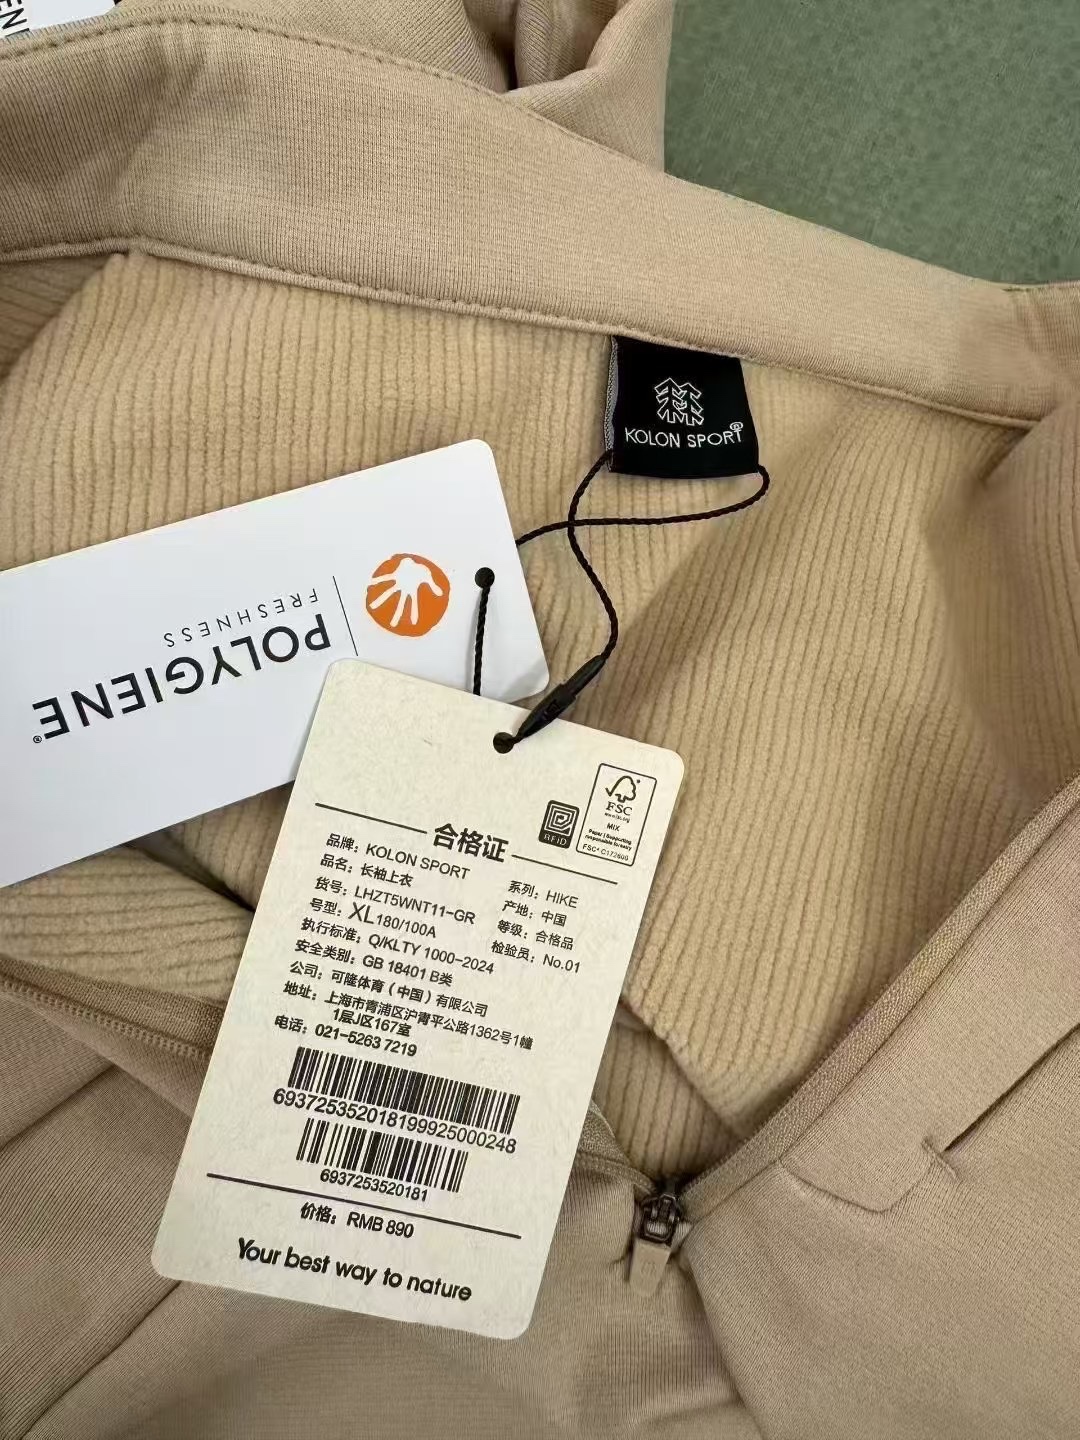 KOLON SPORT®
POLYGIENE®
FRESHNESS
合格证
RFID
FSC
MIX
Paper | Supporting
responsible forestry
品牌：KOLON SPORT
系列：HIKE
品名：长袖上衣
产地：中国
货号：LHZT5WNT11-GR
等级：合格品
号型：XL 180/100A
检验员：No.01
执行标准：Q/KLTY 1000-2024
安全类别：GB 18401 B类
公司：可隆体育（中国）有限公司
地址：上海市青浦区沪青平公路1362号1幢
1层J区167室
电话：021-5263 7219
693725352018199925000248
6937253520181
价格：RMB 890
Your best way to nature